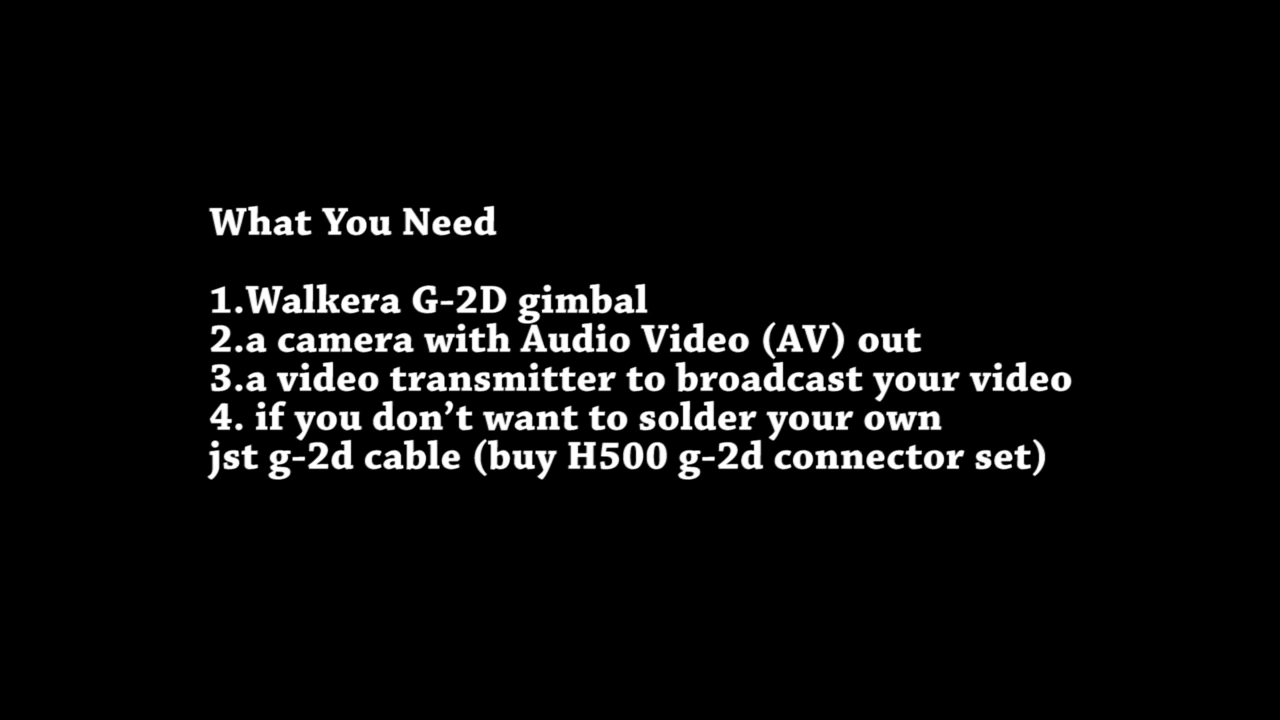 What You Need
1.Walkera G-2D gimbal
2.a camera with Audio Video (AV) out
3.a video transmitter to broadcast your video
4. if you don’t want to solder your own
jst g-2d cable (buy H500 g-2d connector set)